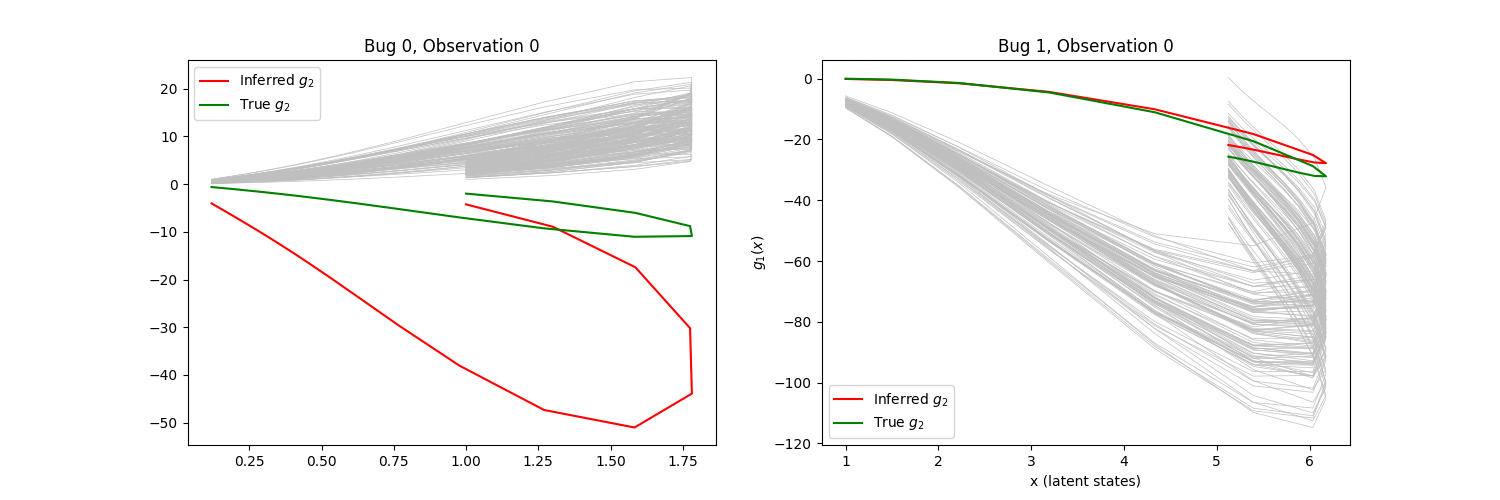 Bug 0, Observation 0
Inferred g₂
True g₂
20
10
0
−10
−20
−30
−40
−50
0.25 0.50 0.75 1.00 1.25 1.50 1.75
Bug 1, Observation 0
0
−20
−40
−60
−80
−100
−120
g₁(x)
Inferred g₂
True g₂
1 2 3 4 5 6
x (latent states)